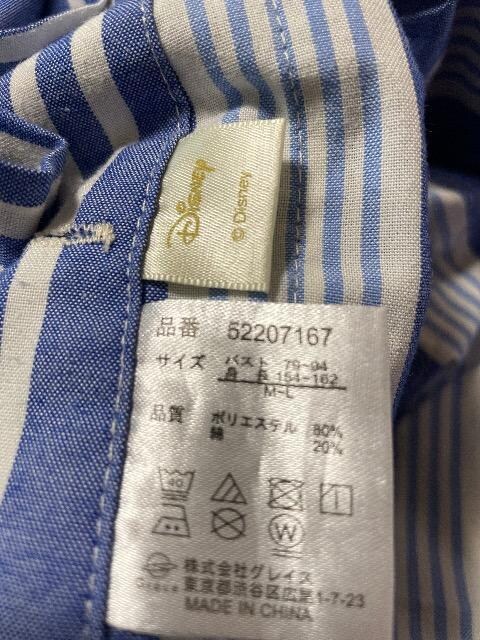 Disney
© Disney
品番 52207167
サイズ バスト 79-94
身長 154-162
M-L
品質 ポリエステル 80%
綿 20%
40
W
Grace
株式会社グレイス
東京都渋谷区広尾1-7-23
MADE IN CHINA